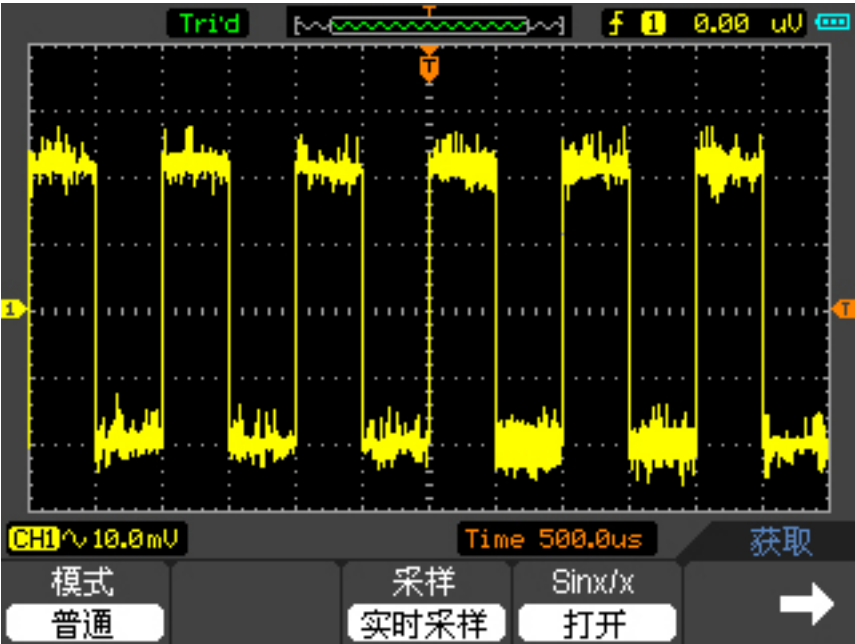 Tri'd T f 1 0.00 uV
T
1 T
CH1 10.0mV Time 500.0us 获取
模式 采样 Sinx/x
普通 实时采样 打开